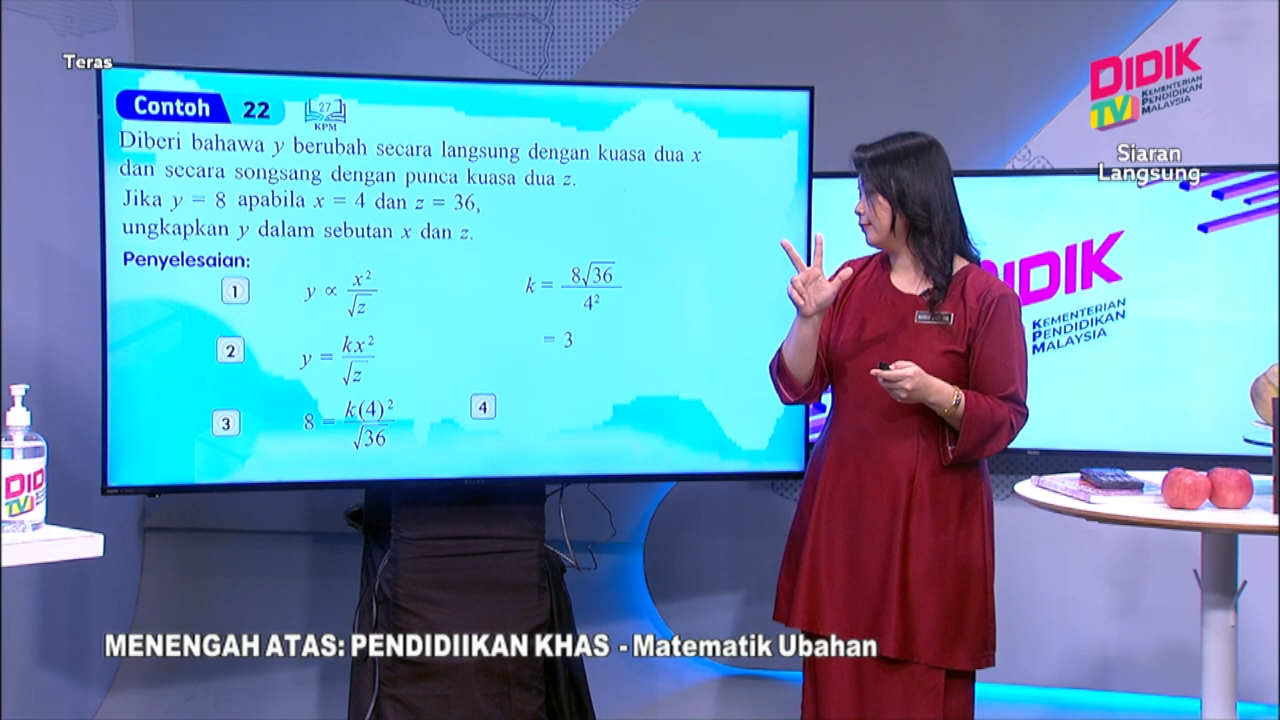 Teras
DIDIK
TV
KEMENTERIAN
PENDIDIKAN
MALAYSIA
Siaran
Langsung
Contoh 22
27
KPM
Diberi bahawa y berubah secara langsung dengan kuasa dua x
dan secara songsang dengan punca kuasa dua z.
Jika y = 8 apabila x = 4 dan z = 36,
ungkapkan y dalam sebutan x dan z.
Penyelesaian:
1 y ∝ x²/√z
k = 8√36/4²
= 3
2 y = kx²/√z
3 8 = k(4)²/√36
4
DIDIK
KEMENTERIAN
PENDIDIKAN
MALAYSIA
DIDIK
TV
MENENGAH ATAS: PENDIDIIKAN KHAS - Matematik Ubahan